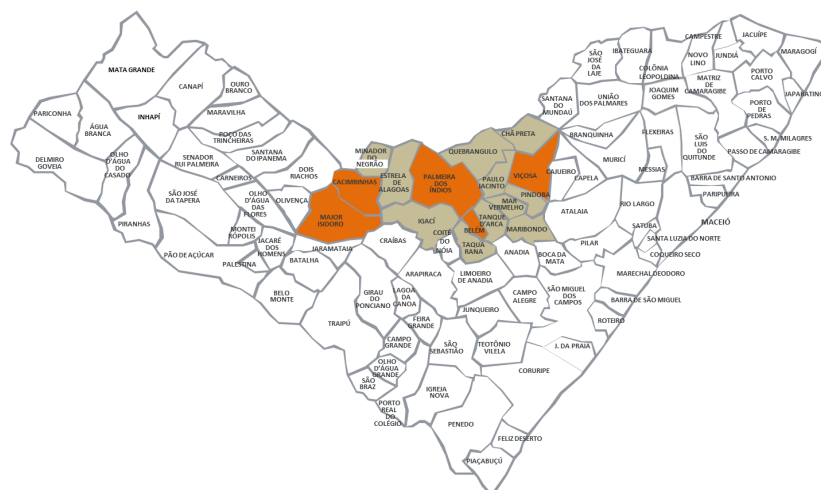 MATA GRANDE
CANAPÍ
OURO
BRANCO
PARICONHA
ÁGUA
BRANCA
INHAPÍ
MARAVILHA
POÇO DAS
TRINCHEIRAS
DELMIRO
GOVEIA
OLHO
D'ÁGUA
DO
CASADO
SENADOR
RUI PALMEIRA
SANTANA
DO IPANEMA
CARNEIROS
DOIS
RIACHOS
PIRANHAS
SÃO JOSÉ
DA TAPERA
OLHO
D'ÁGUA
DAS
FLORES
OLIVENÇA
MONTEI
RÓPOLIS
PÃO DE AÇÚCAR
PALESTINA
JACARÉ
DOS
HOMENS
MAIOR
ISIDORO
JARAMATAIA
BATALHA
BELO
MONTE
MINADOR
DO
NEGRÃO
CACIMBINHAS
ESTRELA
DE
ALAGOAS
PALMEIRA
DOS
ÍNDIOS
QUEBRANGULO
CHÃ PRETA
PAULO
JACINTO
VIÇOSA
CAJUEIRO
PINDOBA
MAR
VERMELHO
IGACÍ
COITÉ
DO
NÓIA
BELÉM
TANQUE
D'ARCA
MARIBONDO
TAQUA
RANA
CRAÍBAS
ARAPIRACA
LIMOEIRO
DE ANADIA
ANADIA
BOCA DA
MATA
PILAR
ATALAIA
CAPELA
TRAIPÚ
GIRAU
DO
PONCIANO
LAGOA
DA
CANOA
FEIRA
GRANDE
CAMPO
GRANDE
OLHO
D'ÁGUA
GRANDE
SÃO
BRAZ
PORTO
REAL
DO
COLÉGIO
SÃO
SEBASTIÃO
JUNQUEIRO
CAMPO
ALEGRE
SÃO MIGUEL
DOS
CAMPOS
TEOTÔNIO
VILELA
J. DA PRAIA
CORURIPE
IGREJA
NOVA
PENEDO
FELIZ DESERTO
PIAÇABUÇÚ
ROTEIRO
BARRA DE SÃO MIGUEL
MARECHAL DEODORO
COQUEIRO SECO
SANTA LUZIA DO NORTE
SATUBA
MACEIÓ
RIO LARGO
PARIPUEIRA
BARRA DE SANTO ANTONIO
MESSIAS
MURICÍ
BRANQUINHA
SANTANA
DO
MUNDAÚ
UNIÃO
DOS PALMARES
SÃO
JOSÉ
DA
LAJE
IBATEGUARA
COLÔNIA
LEOPOLDINA
JOAQUIM
GOMES
FLEXEIRAS
SÃO
LUIS
DO
QUITUNDE
PASSO DE CAMARAGIBE
S. M. MILAGRES
PORTO
DE
PEDRAS
MATRIZ
DE
CAMARAGIBE
NOVO
LINO
CAMPESTRE
JUNDIÁ
JACUÍPE
PORTO
CALVO
MARAGOGÍ
JAPARATINGA